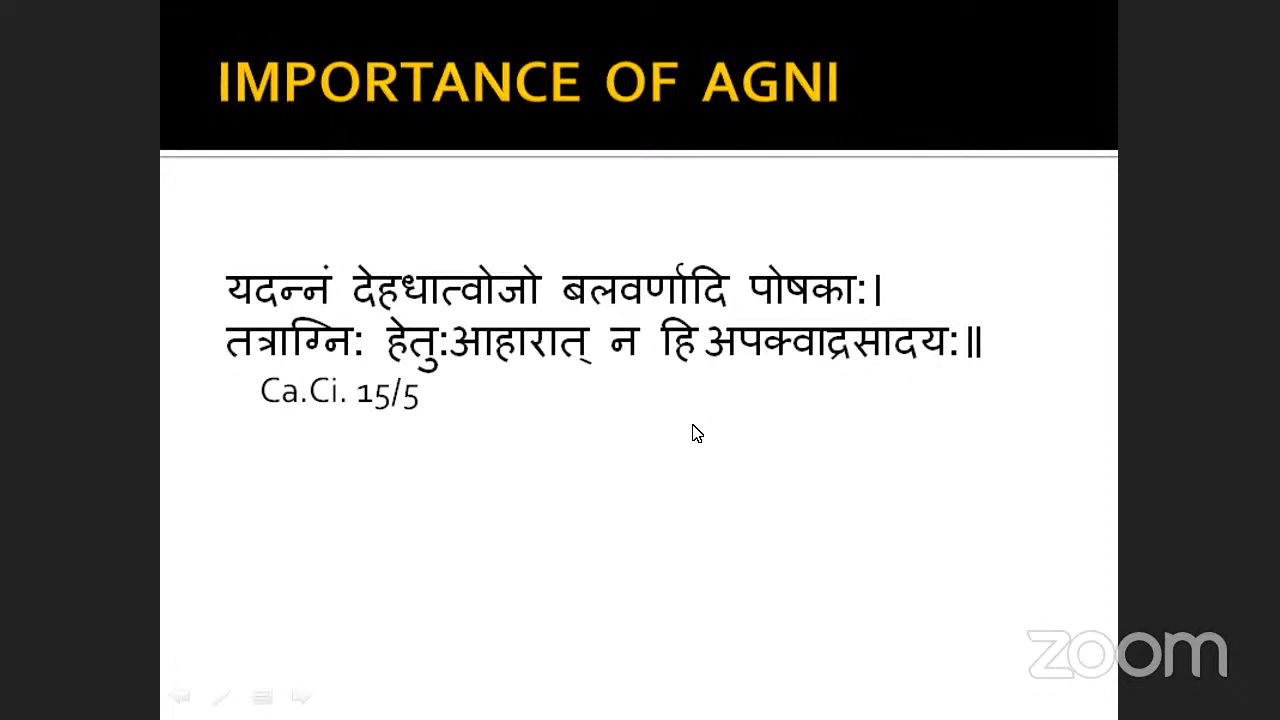 IMPORTANCE OF AGNI
यदन्नं देहधात्वोजो बलवर्णादि पोषकाः।
तत्राग्निः हेतुःआहारात् न हि अपक्वाद्रसादयः॥
Ca.Ci. 15/5
zoom